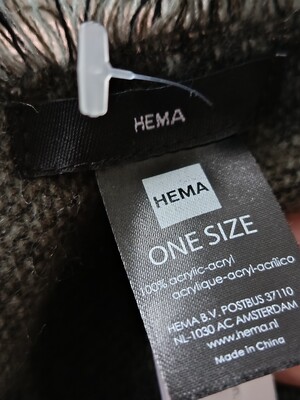 HEMA
HEMA
ONE SIZE
100% acrylic-acryl
acrylique-acryl-acrílico
HEMA B.V. POSTBUS 37110
NL-1030 AC AMSTERDAM
www.hema.nl
Made in China